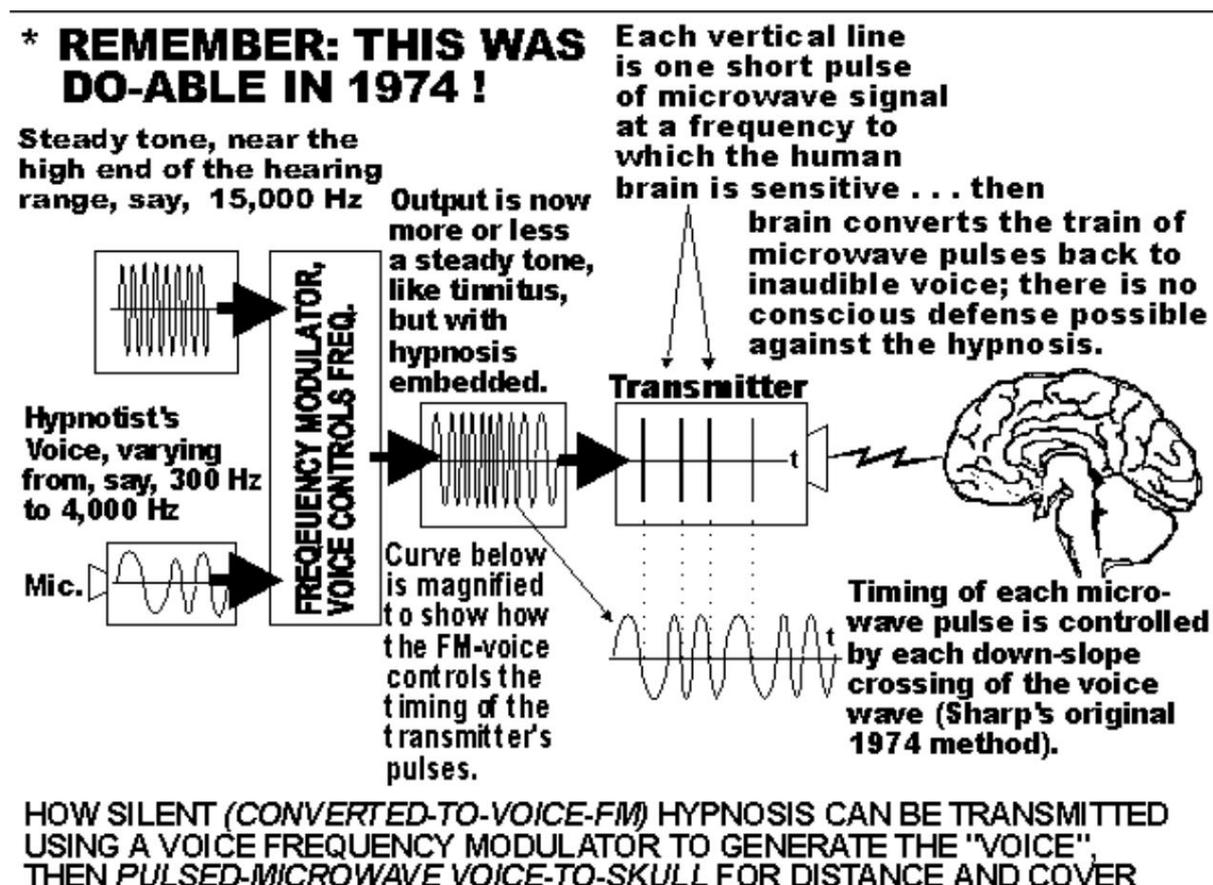 * REMEMBER: THIS WAS
DO-ABLE IN 1974 !
Each vertical line
is one short pulse
of microwave signal
at a frequency to
which the human
brain is sensitive . . . then
Steady tone, near the
high end of the hearing
range, say, 15,000 Hz
Output is now
more or less
a steady tone,
like tinnitus,
but with
hypnosis
embedded.
brain converts the train of
microwave pulses back to
inaudible voice; there is no
conscious defense possible
against the hypnosis.
FREQEUENCY MODULATOR,
VOICE CONTROLS FREQ.
Transmitter
t
Hypnotist's
Voice, varying
from, say, 300 Hz
to 4,000 Hz
Mic.
Curve below
is magnified
to show how
the FM-voice
controls the
timing of the
transmitter's
pulses.
t
Timing of each micro-
wave pulse is controlled
by each down-slope
crossing of the voice
wave (Sharp's original
1974 method).
HOW SILENT (CONVERTED-TO-VOICE-FM) HYPNOSIS CAN BE TRANSMITTED
USING A VOICE FREQUENCY MODULATOR TO GENERATE THE "VOICE",
THEN PULSED-MICROWAVE VOICE-TO-SKULL FOR DISTANCE AND COVER